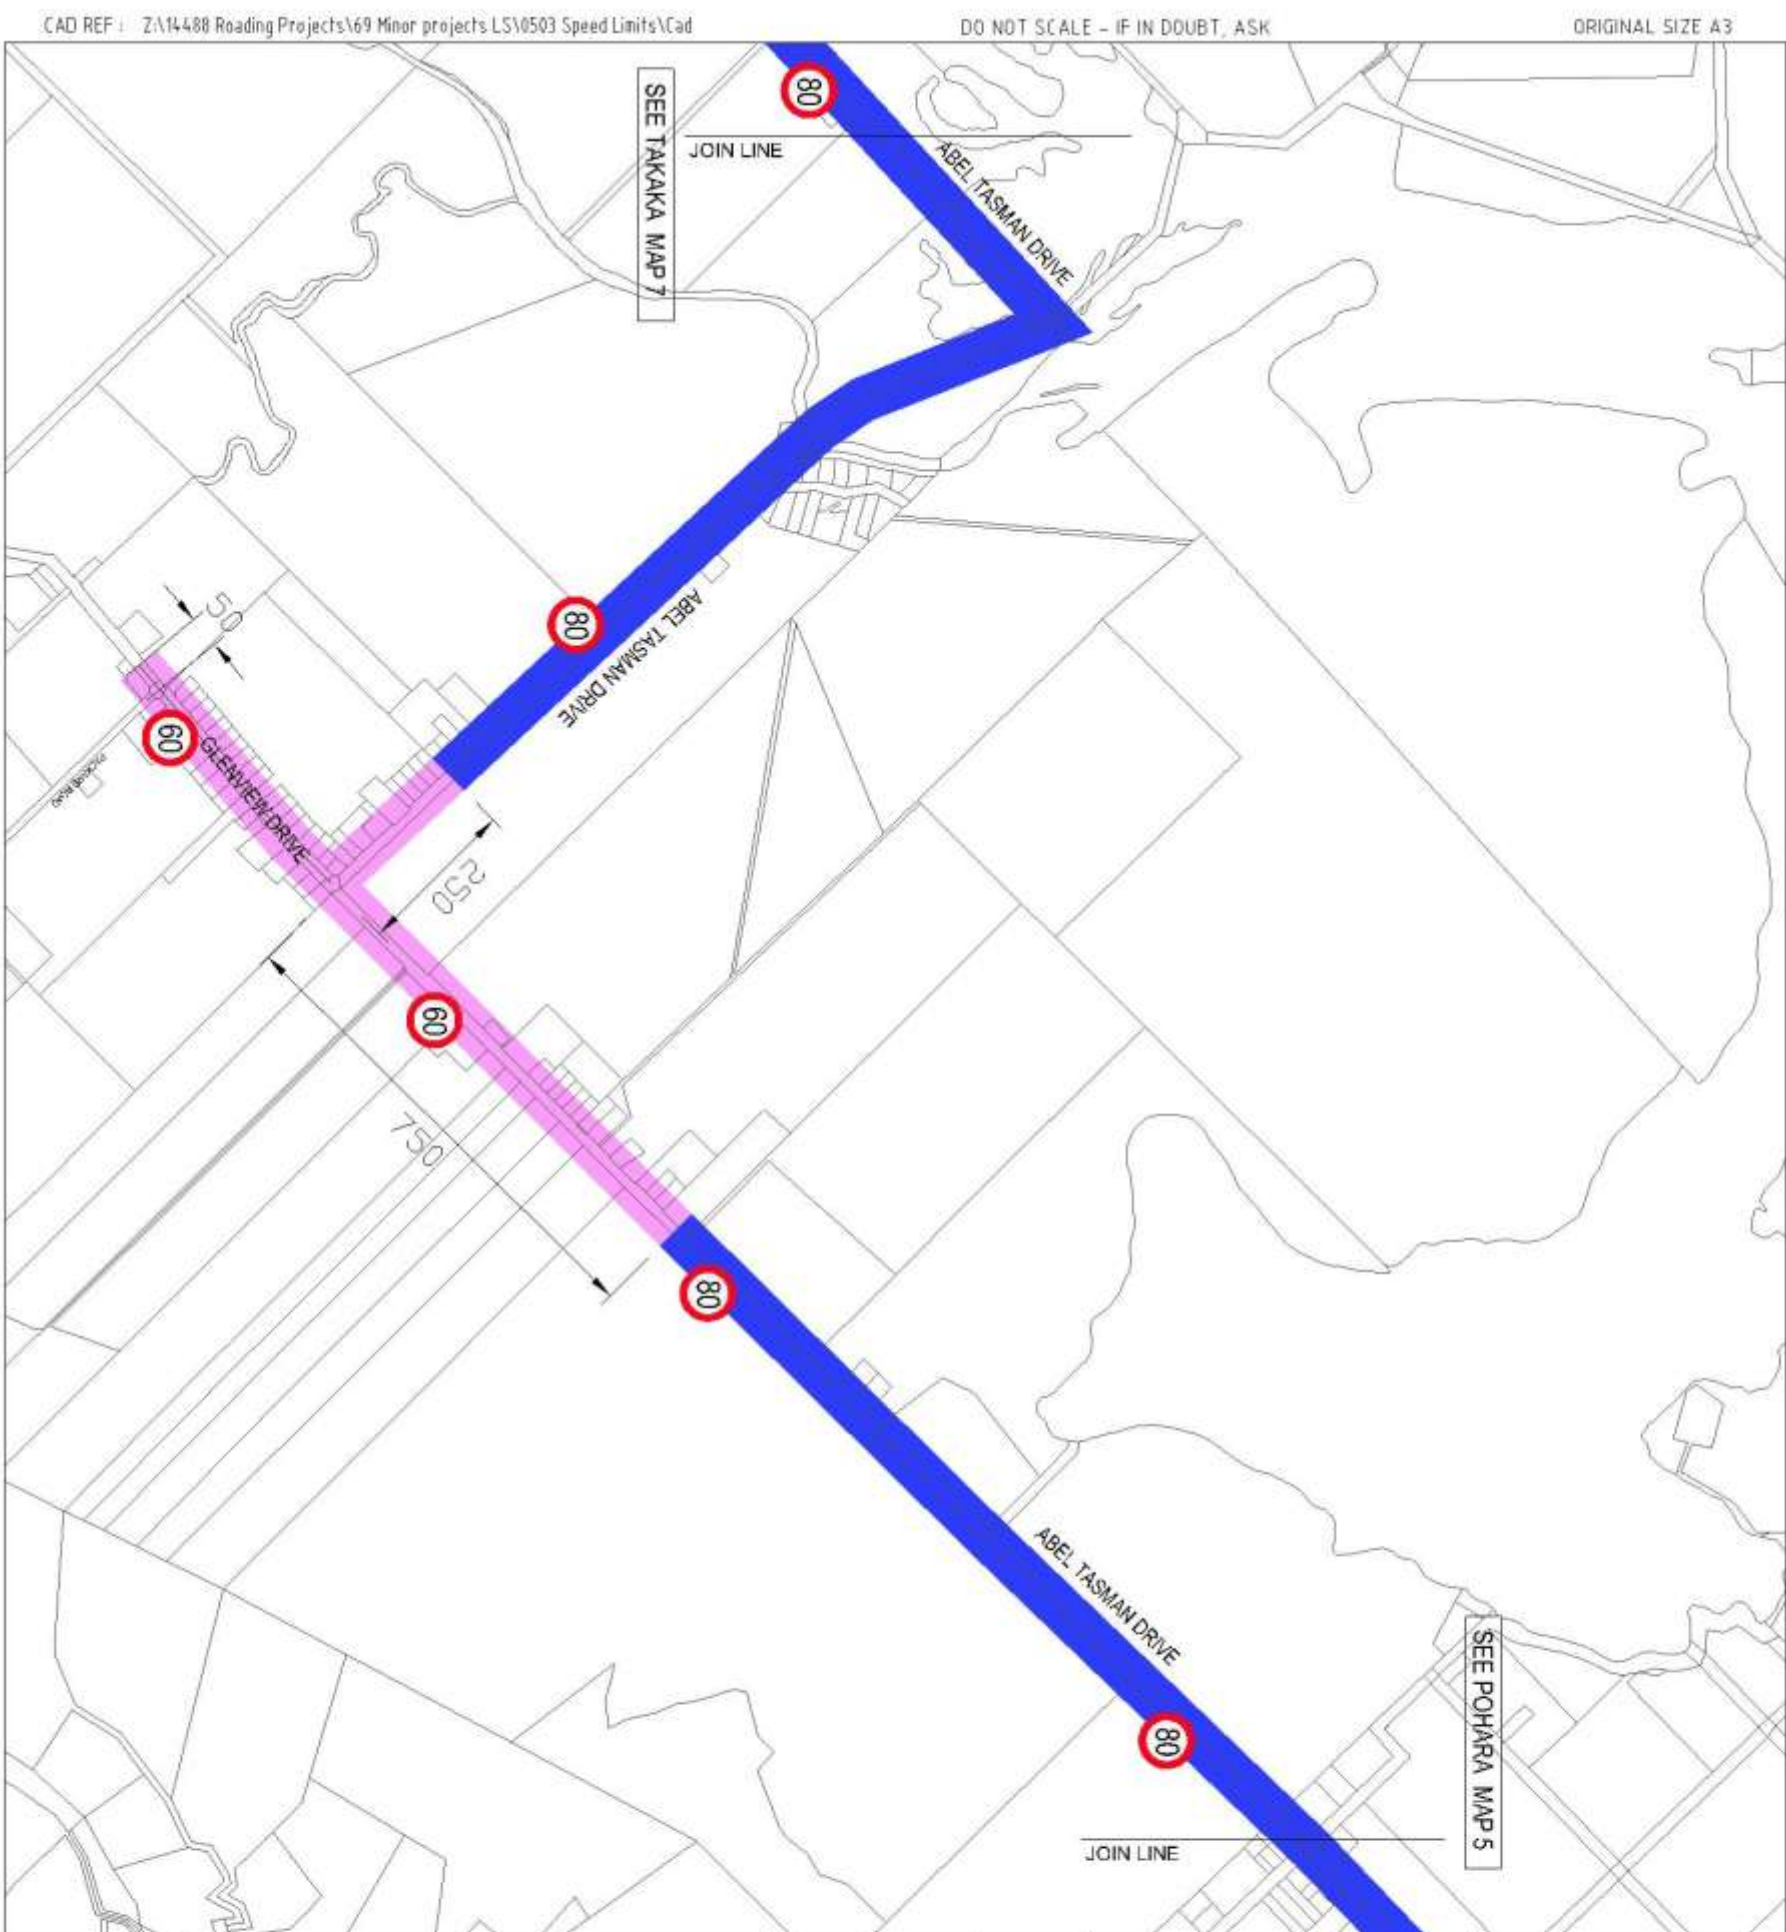 CAD REF : Z:\14488 Roading Projects\69 Minor projects LS\0503 Speed Limits\Cad
DO NOT SCALE - IF IN DOUBT, ASK
ORIGINAL SIZE A3
80
SEE TAKAKA MAP 7
JOIN LINE
ABEL TASMAN DRIVE
80
ABEL TASMAN DRIVE
50
60
GLENVIEW DRIVE
PACKARD ROAD
250
60
750
80
ABEL TASMAN DRIVE
SEE POHARA MAP 5
80
JOIN LINE